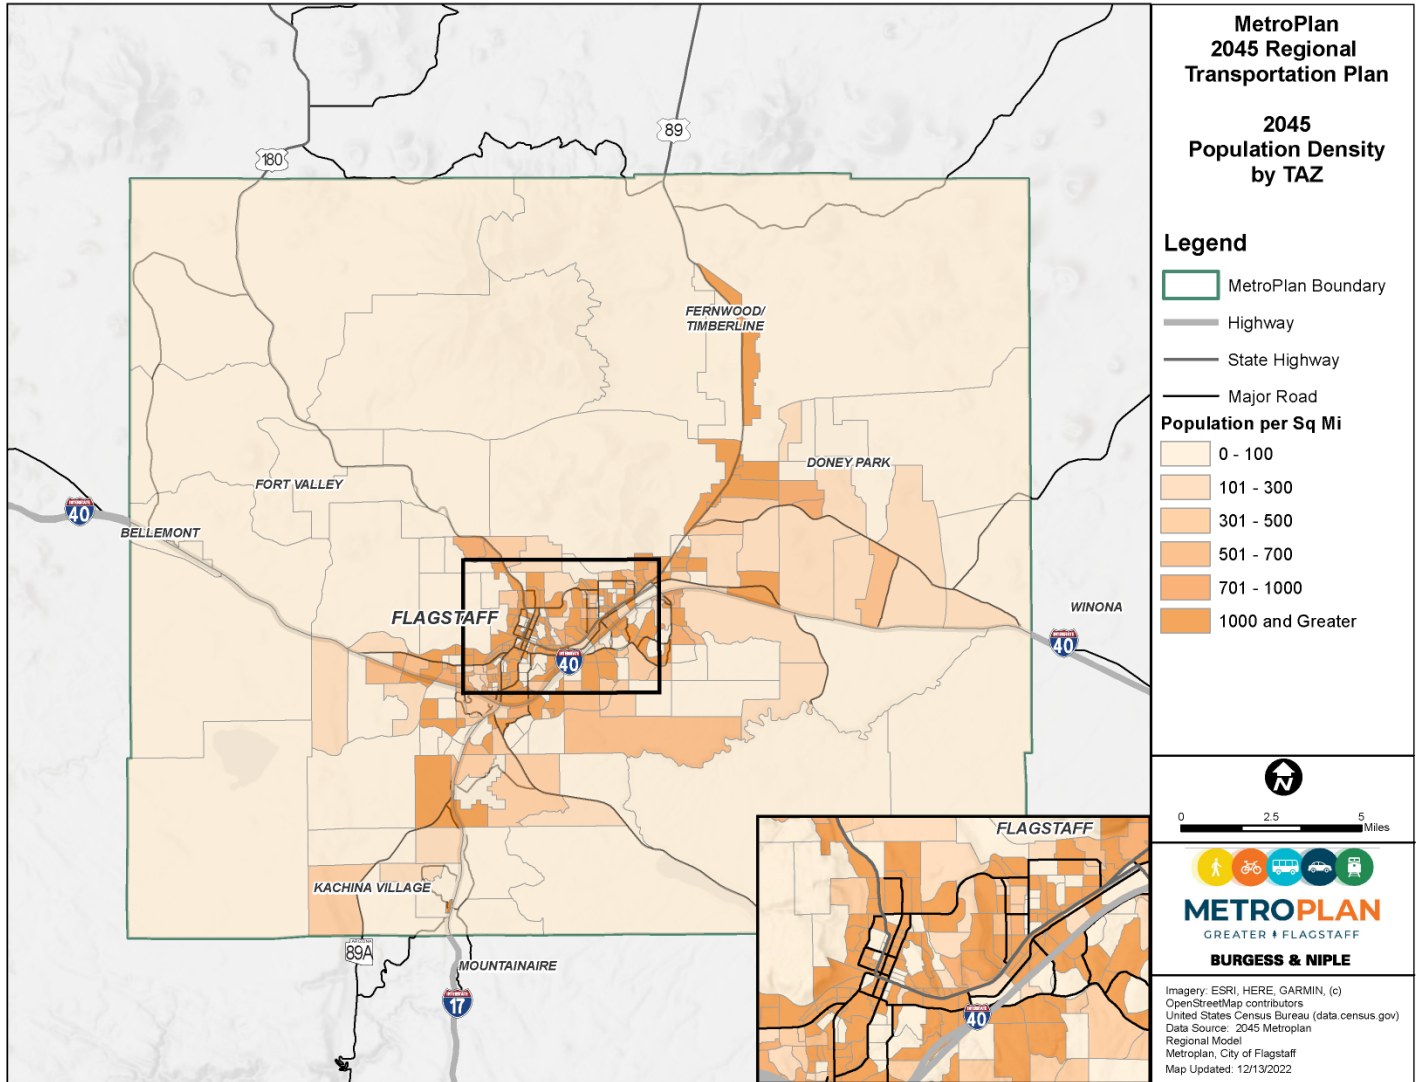 MetroPlan
2045 Regional
Transportation Plan
2045
Population Density
by TAZ
Legend
MetroPlan Boundary
Highway
State Highway
Major Road
Population per Sq Mi
0 - 100
101 - 300
301 - 500
501 - 700
701 - 1000
1000 and Greater
N
0 2.5 5
Miles
METROPLAN
GREATER FLAGSTAFF
BURGESS & NIPLE
Imagery: ESRI, HERE, GARMIN, (c)
OpenStreetMap contributors
United States Census Bureau (data.census.gov)
Data Source: 2045 Metroplan
Regional Model
Metroplan, City of Flagstaff
Map Updated: 12/13/2022
89
180
FERNWOOD/
TIMBERLINE
DONEY PARK
FORT VALLEY
40
BELLEMONT
FLAGSTAFF
WINONA
40
40
KACHINA VILLAGE
89A
MOUNTAINAIRE
17
FLAGSTAFF
40